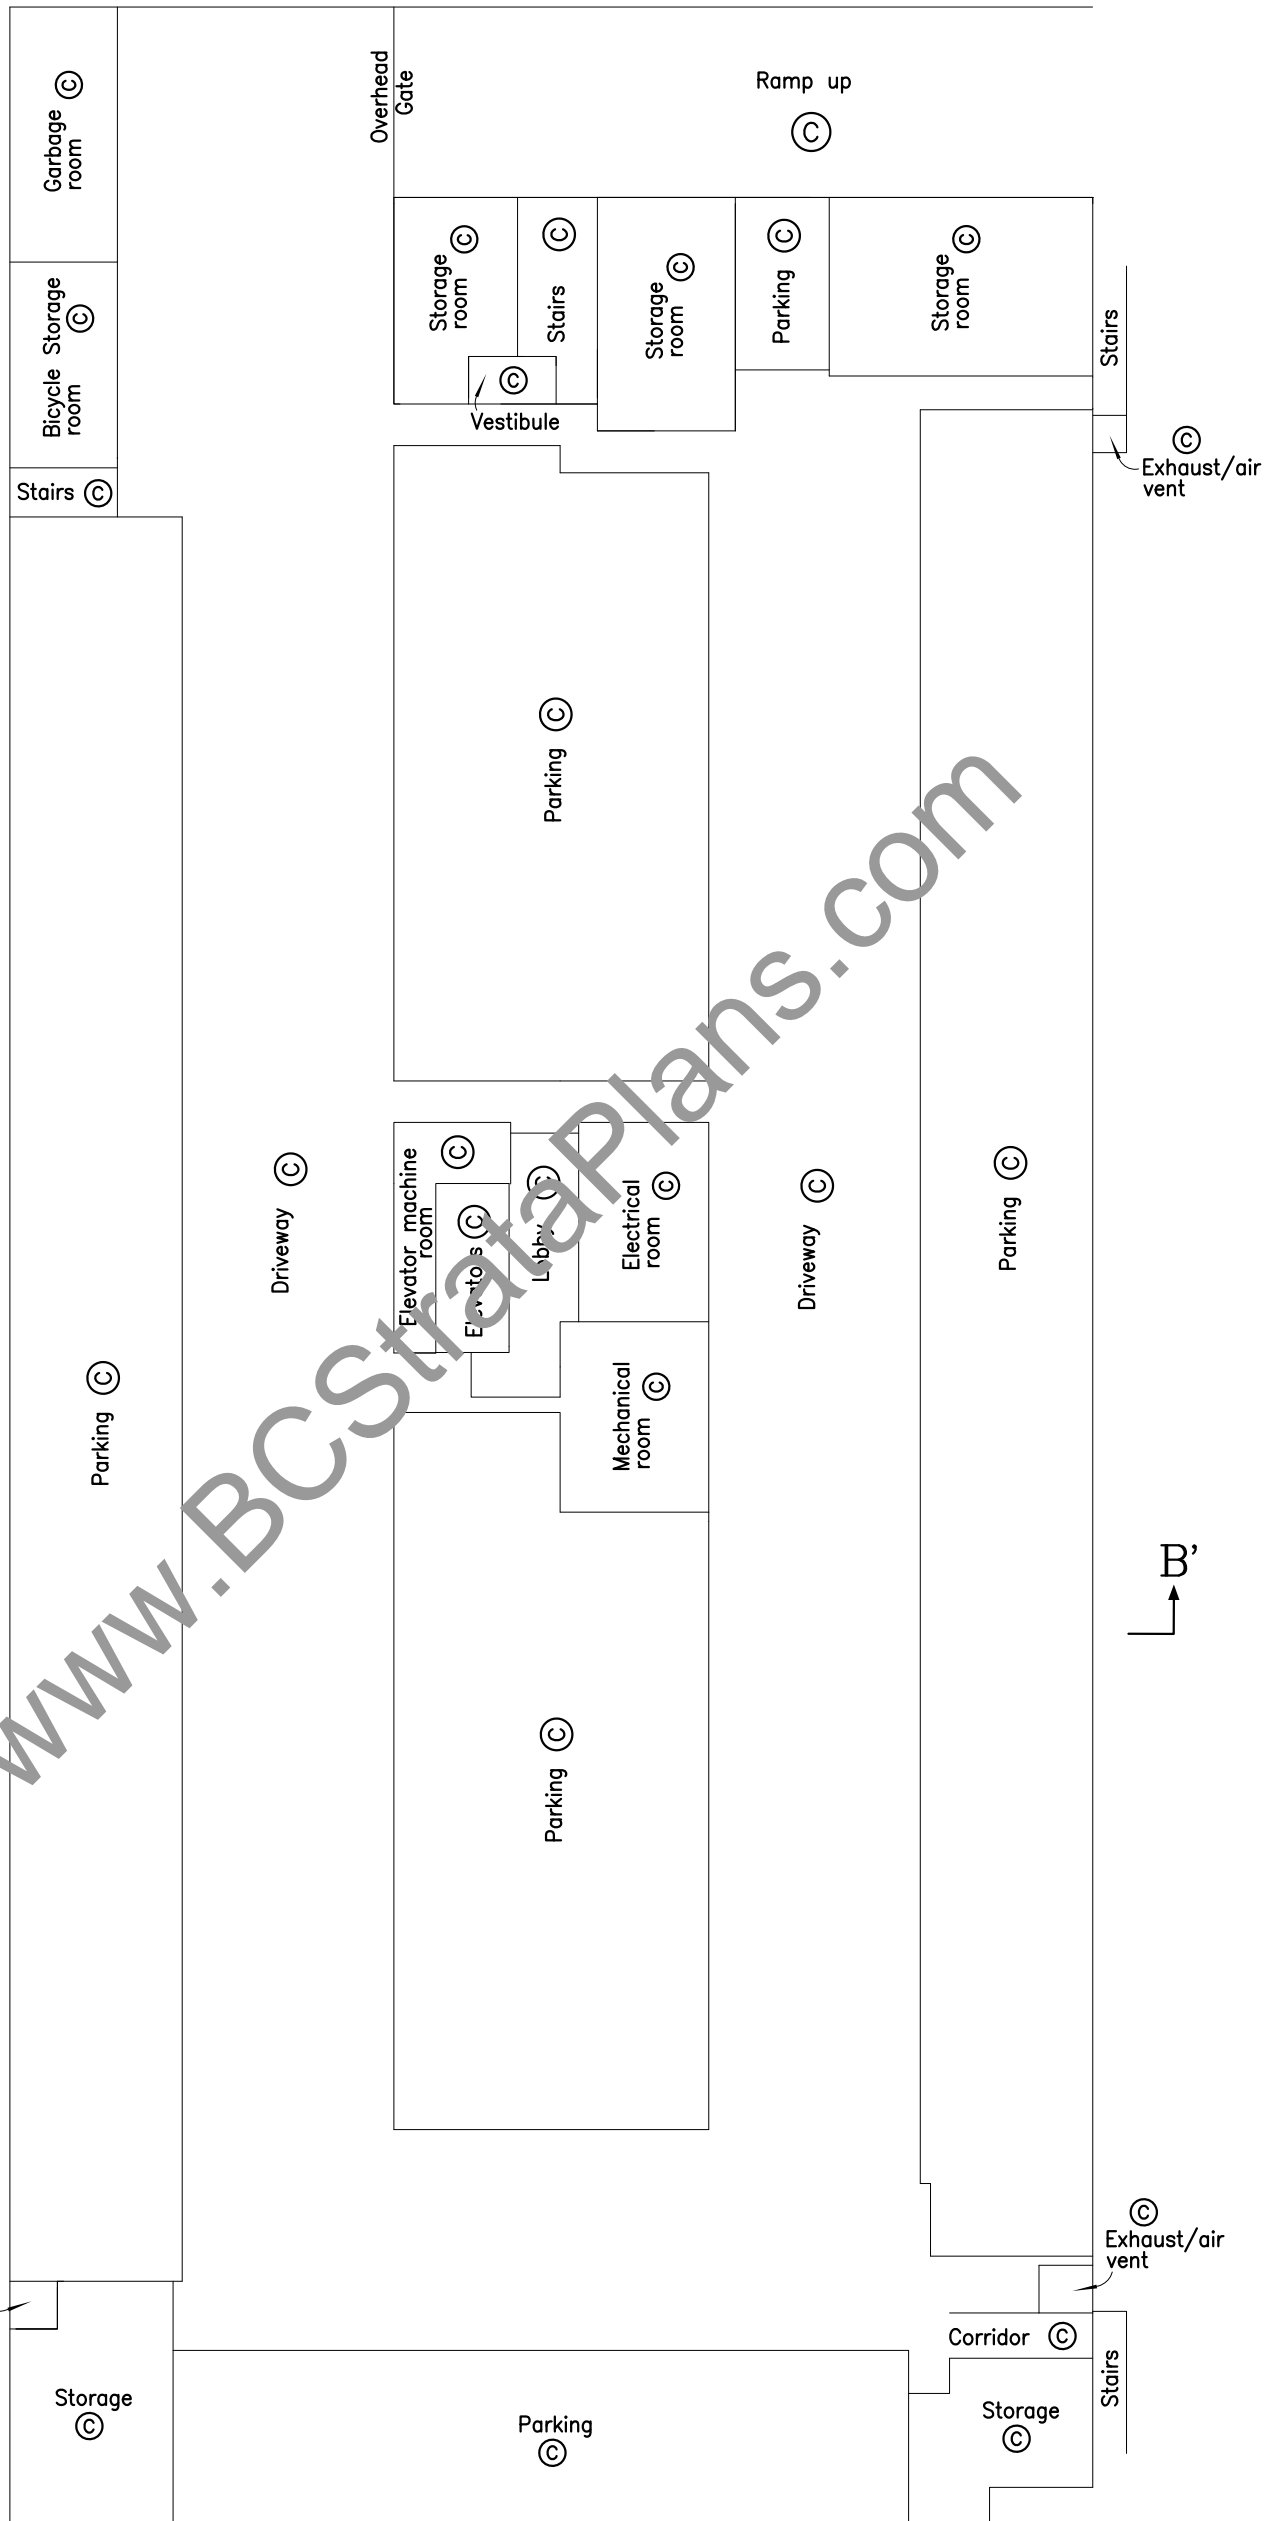 Overhead
Gate
Ramp up
©
Garbage ©
room
Storage ©
room
Stairs ©
Storage ©
room
Parking ©
Storage ©
room
Stairs
Bicycle Storage
room ©
©
Vestibule
©
Exhaust/air
vent
Stairs ©
Parking ©
Driveway ©
Elevator machine
room ©
Elevators ©
Lobby ©
Electrical
room ©
Driveway ©
Parking ©
Parking ©
Mechanical
room ©
B'
Parking ©
©
Exhaust/air
vent
Corridor ©
Stairs
Storage
©
Parking
©
Storage
©
www.BCStrataPlans.com